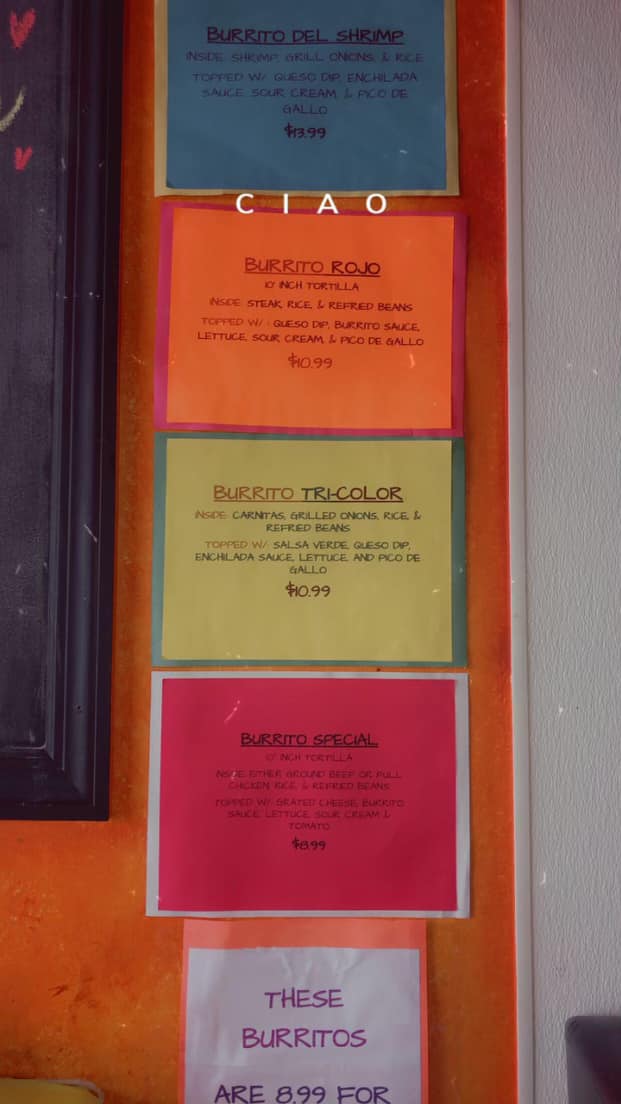 BURRITO DEL SHRIMP
INSIDE: SHRIMP, GRILL ONIONS, & RICE
TOPPED W/: QUESO DIP, ENCHILADA
SAUCE, SOUR CREAM, & PICO DE
GALLO
$13.99
CIAO
BURRITO ROJO
10" INCH TORTILLA
INSIDE: STEAK, RICE, & REFRIED BEANS
TOPPED W/ : QUESO DIP, BURRITO SAUCE,
LETTUCE, SOUR CREAM, & PICO DE GALLO
$10.99
BURRITO TRI-COLOR
INSIDE: CARNITAS, GRILLED ONIONS, RICE, &
REFRIED BEANS
TOPPED W/: SALSA VERDE, QUESO DIP,
ENCHILADA SAUCE, LETTUCE, AND PICO DE
GALLO
$10.99
BURRITO SPECIAL
10" INCH TORTILLA
INSIDE: EITHER GROUND BEEF OR PULL
CHICKEN, RICE, & REFRIED BEANS
TOPPED W/: GRATED CHEESE, BURRITO
SAUCE, LETTUCE, SOUR CREAM &
TOMATO
$8.99
THESE
BURRITOS
ARE 8.99 FOR